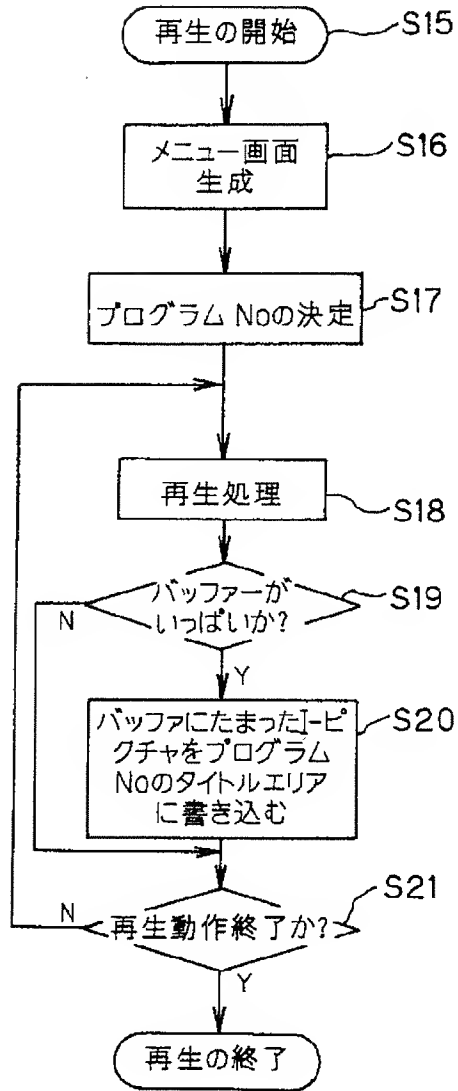 再生の開始
S15
メニュー画面
生成
S16
プログラム Noの決定
S17
再生処理
S18
バッファーが
いっぱいか?
S19
N
Y
バッファにたまったI-ピ
クチャをプログラム
Noのタイトルエリア
に書き込む
S20
再生動作終了か?
S21
N
Y
再生の終了